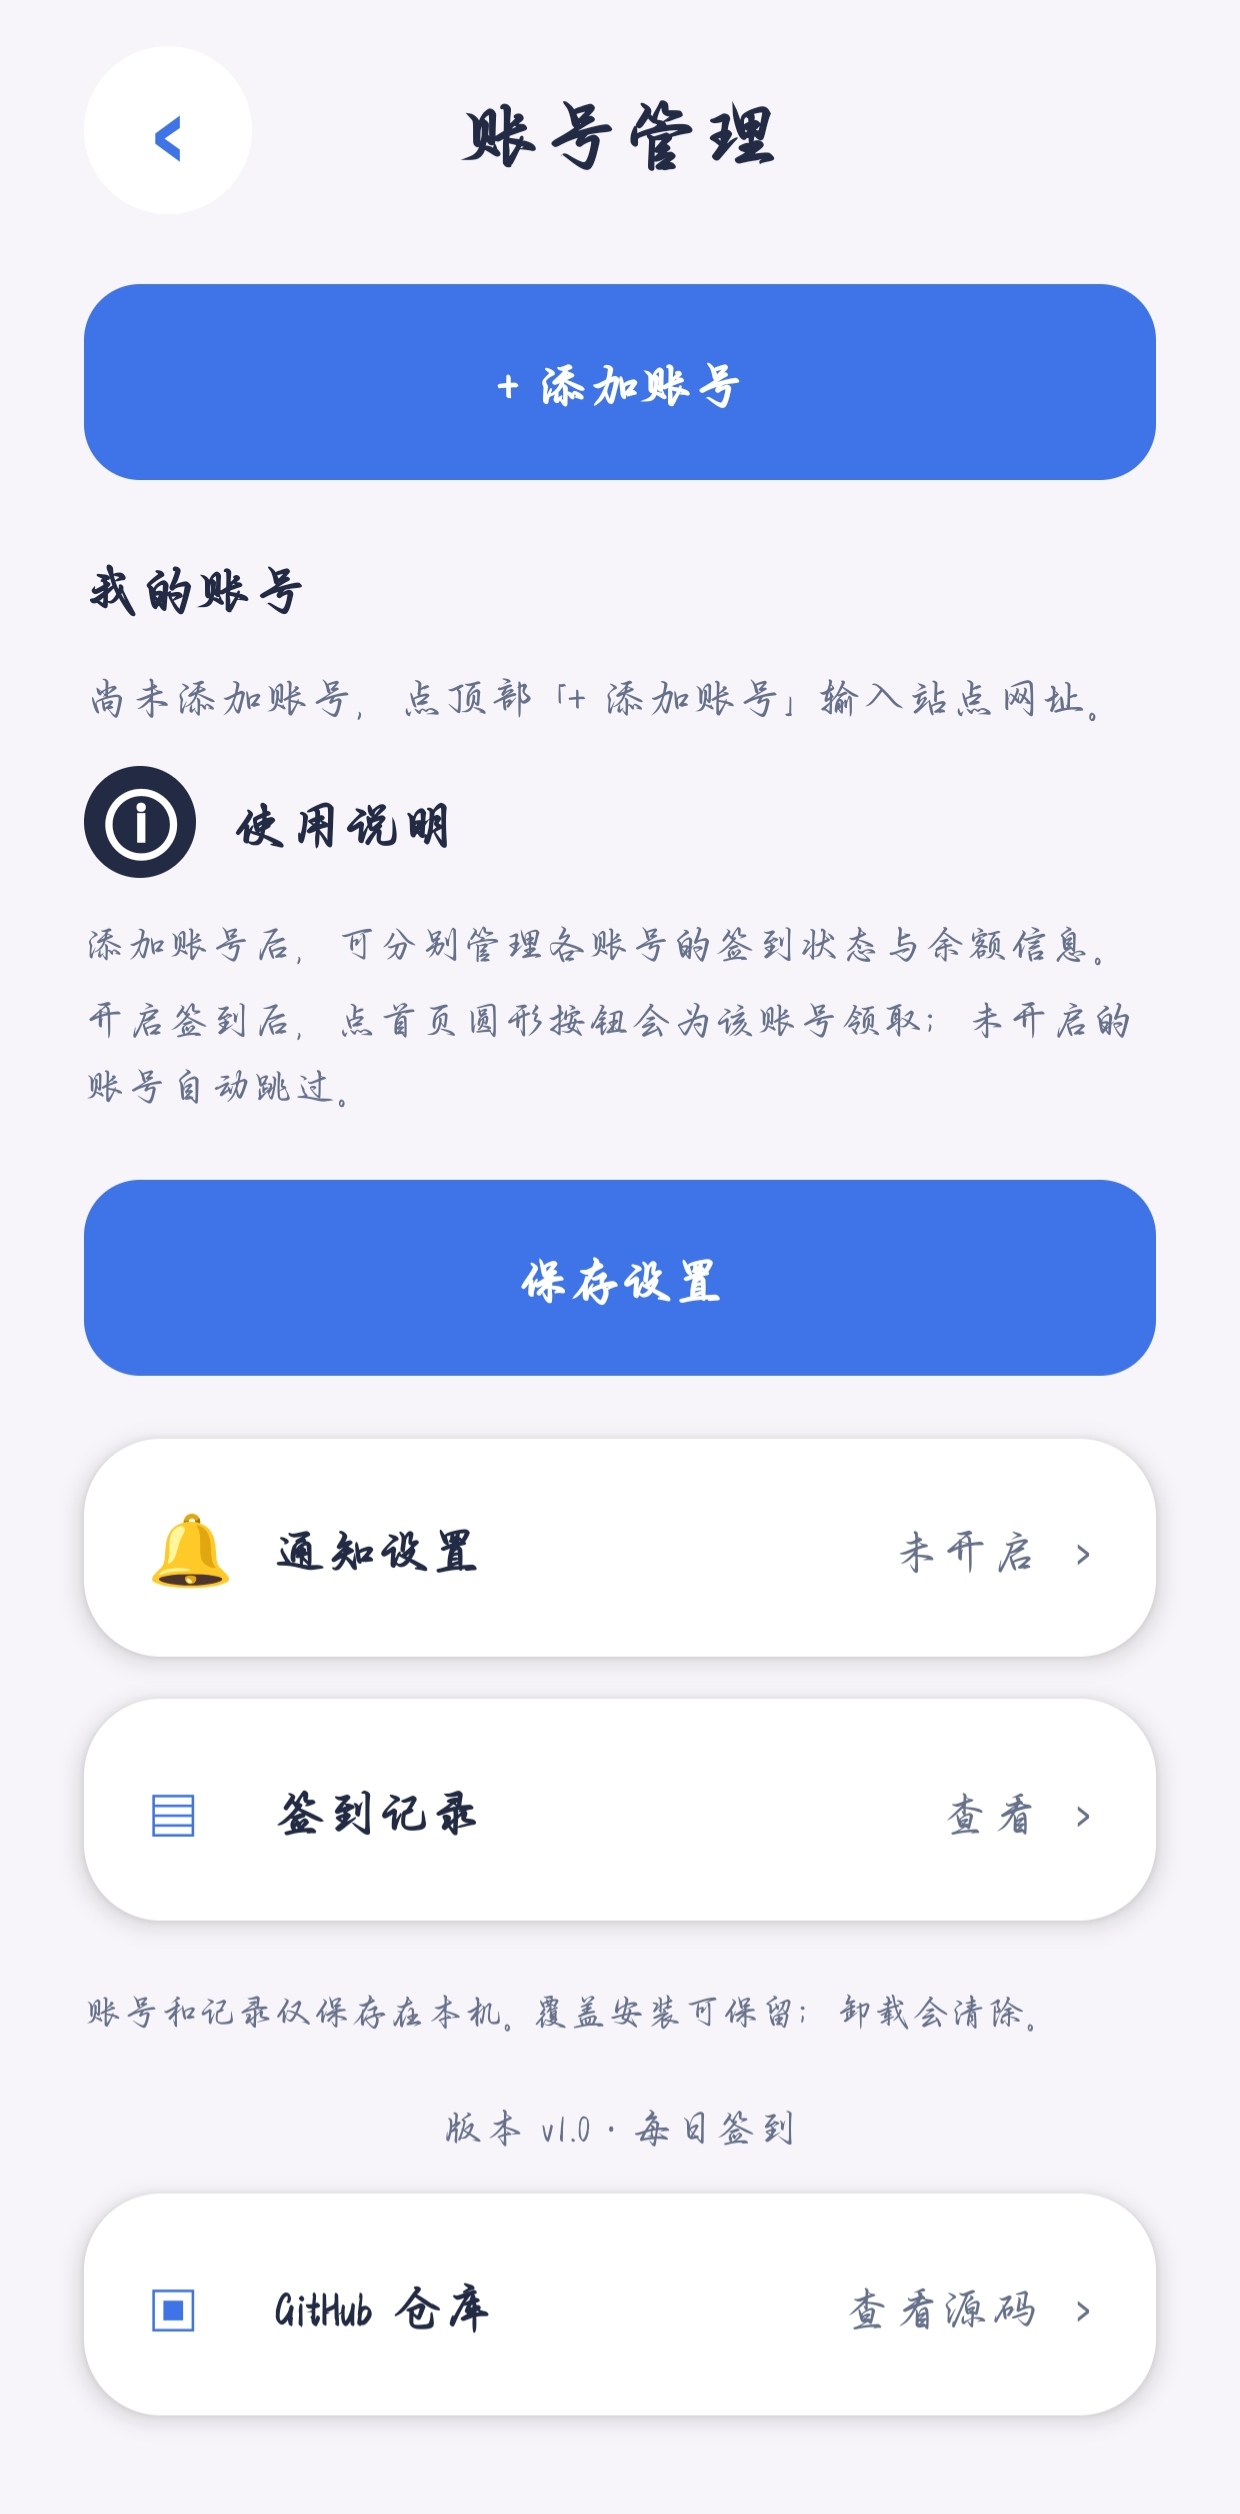 账号管理
+ 添加账号
我的账号
尚未添加账号，点顶部「+ 添加账号」输入站点网址。
使用说明
添加账号后，可分别管理各账号的签到状态与余额信息。
开启签到后，点首页圆形按钮会为该账号领取；未开启的
账号自动跳过。
保存设置
通知设置 未开启 ›
签到记录 查看 ›
账号和记录仅保存在本机。覆盖安装可保留；卸载会清除。
版本 v1.0 · 每日签到
GitHub 仓库 查看源码 ›